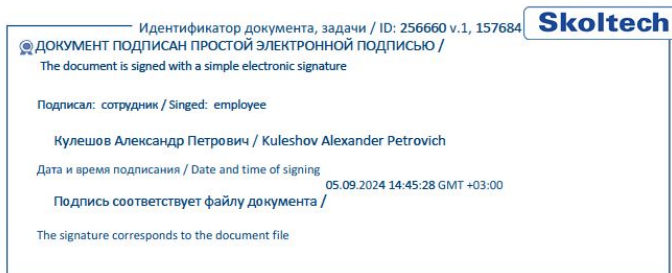 Идентификатор документа, задачи / ID: 256660 v.1, 157684
Skoltech
ДОКУМЕНТ ПОДПИСАН ПРОСТОЙ ЭЛЕКТРОННОЙ ПОДПИСЬЮ /
The document is signed with a simple electronic signature
Подписал: сотрудник / Singed: employee
Кулешов Александр Петрович / Kuleshov Alexander Petrovich
Дата и время подписания / Date and time of signing
05.09.2024 14:45:28 GMT +03:00
Подпись соответствует файлу документа /
The signature corresponds to the document file